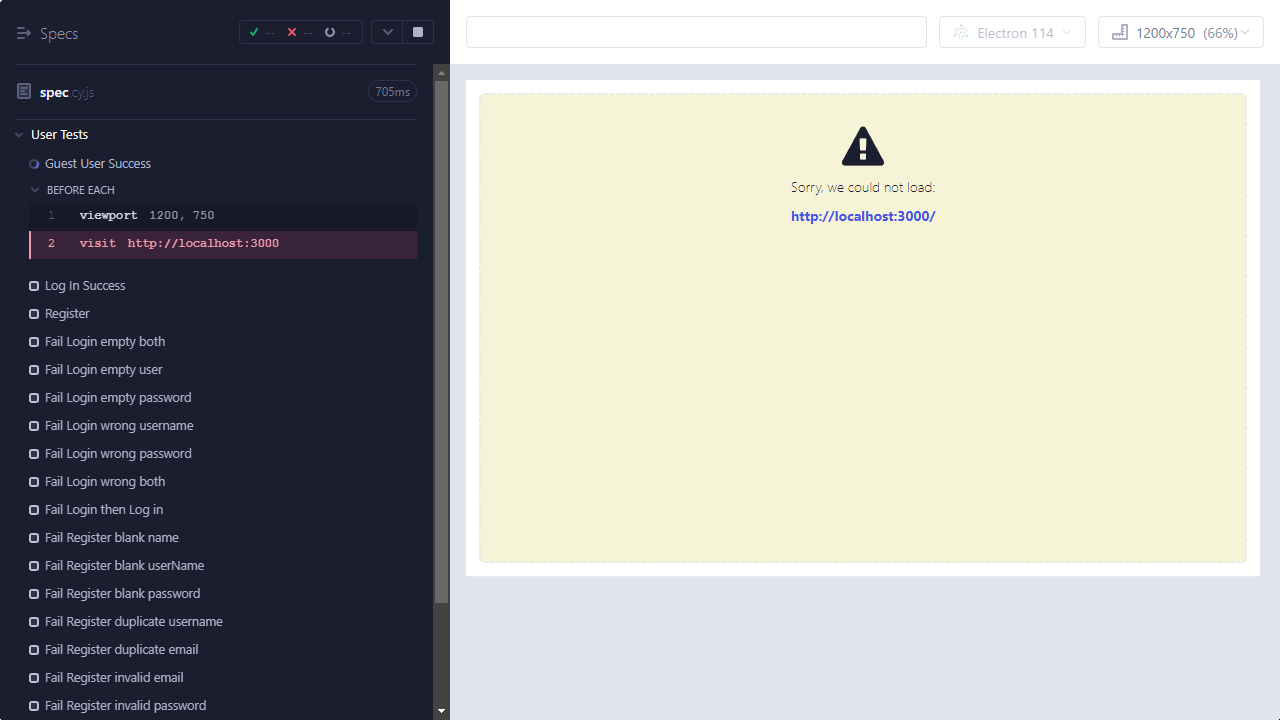 Specs
-- -- --
Electron 114
1200x750 (66%)
spec.cy.js
705ms
User Tests
Guest User Success
BEFORE EACH
1 viewport 1200, 750
2 visit http://localhost:3000
Log In Success
Register
Fail Login empty both
Fail Login empty user
Fail Login empty password
Fail Login wrong username
Fail Login wrong password
Fail Login wrong both
Fail Login then Log in
Fail Register blank name
Fail Register blank userName
Fail Register blank password
Fail Register duplicate username
Fail Register duplicate email
Fail Register invalid email
Fail Register invalid password
Sorry, we could not load:
http://localhost:3000/